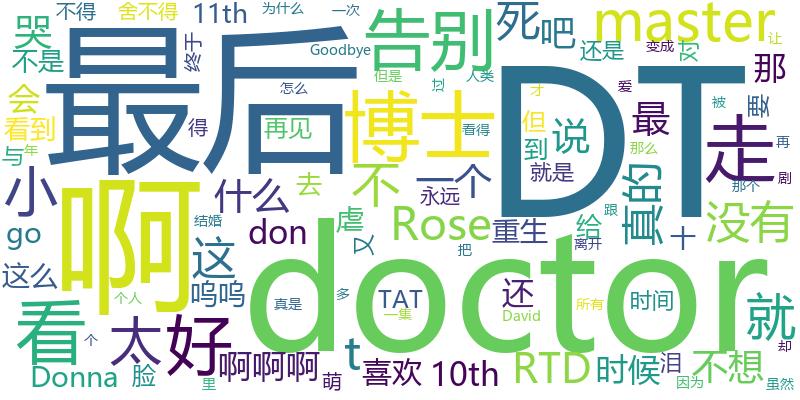 不得 舍不得 11th 为什么 一次 master
哭 终于 Goodbye 告别 死 吧 还是 变成 对 让
不是 最后 怎么 但是 过 人类 才 爱 那
会 得 再见 博士 看得 DT 但 最 被 要
看到 到 说 那么 走 再
与 年 啊 什么 去 不 一个 就是 真的 那个 剧
小 结婚 虐 永远 Rose 重生 给 跟 十 没有
go 这 don 又 把 离开
这么 呜呜 doctor
看 个人 真是 多 TAT 还 所有 时间 就
个 太 好 一集 David 却
t
Donna 脸 里 啊啊啊 萌 喜欢 10th RTD 时候 泪 因为 不想 虽然